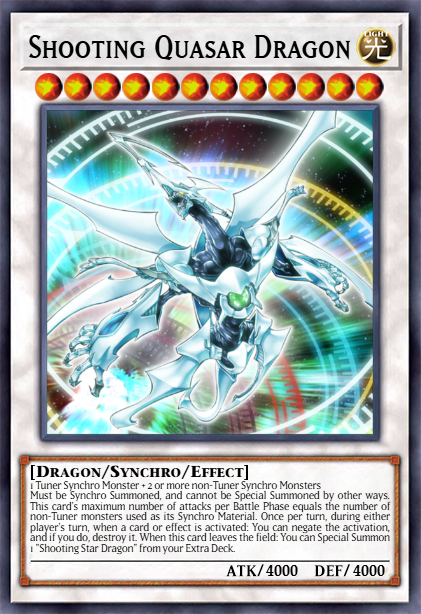 SHOOTING QUASAR DRAGON
LIGHT
光
[DRAGON/SYNCHRO/EFFECT]
1 Tuner Synchro Monster + 2 or more non-Tuner Synchro Monsters
Must be Synchro Summoned, and cannot be Special Summoned by other ways.
This card's maximum number of attacks per Battle Phase equals the number of
non-Tuner monsters used as its Synchro Material. Once per turn, during either
player's turn, when a card or effect is activated: You can negate the activation,
and if you do, destroy it. When this card leaves the field: You can Special Summon
1 "Shooting Star Dragon" from your Extra Deck.
ATK/4000 DEF/4000